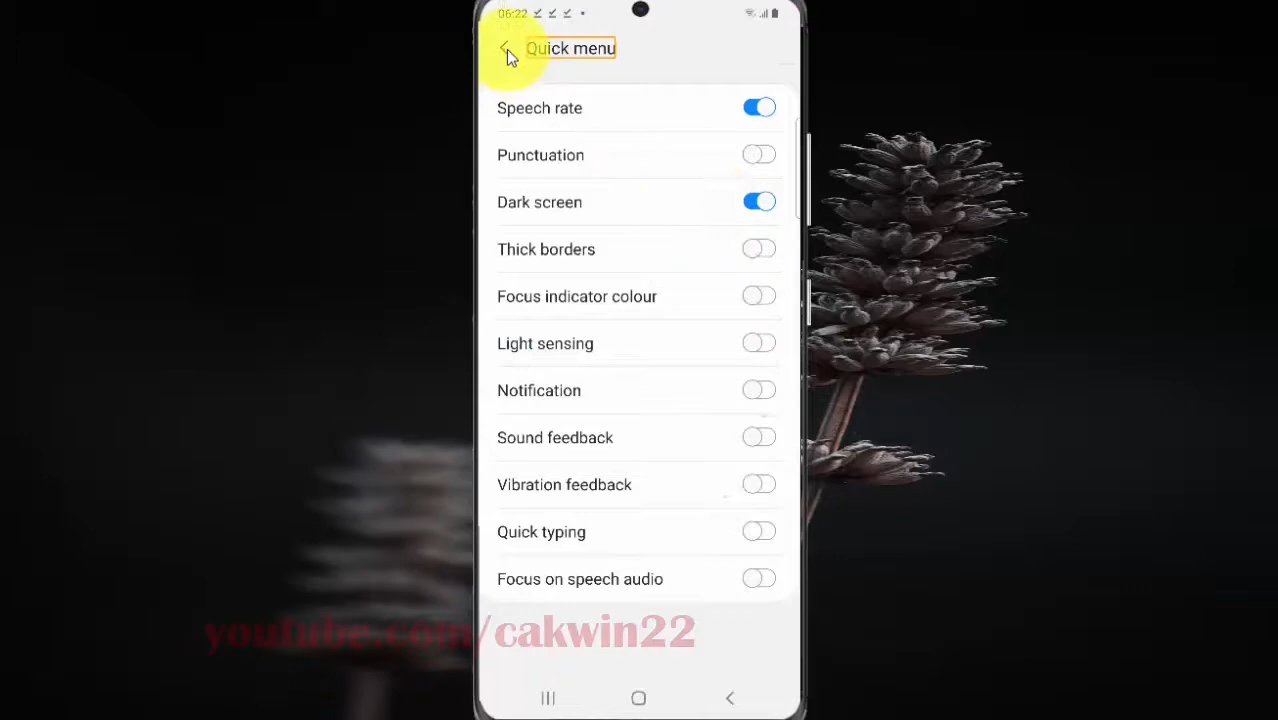 06:22
Quick menu
Speech rate
Punctuation
Dark screen
Thick borders
Focus indicator colour
Light sensing
Notification
Sound feedback
Vibration feedback
Quick typing
Focus on speech audio
youtube.com/cakwin22